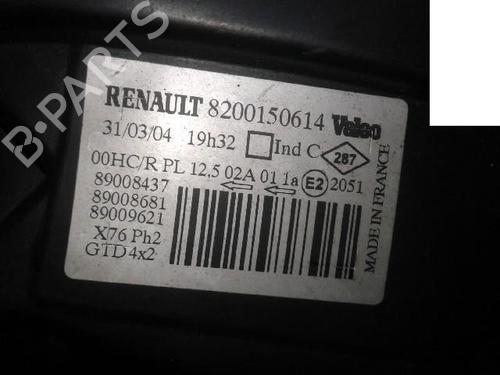 B-PARTS
RENAULT 8200150614 Valeo
31/03/04 19h32 Ind C 287
00HC/R PL 12.5 02A 01 1a E2 2051
89008437
89008681
89009621
X76 Ph2
GTD 4x2
MADE IN FRANCE